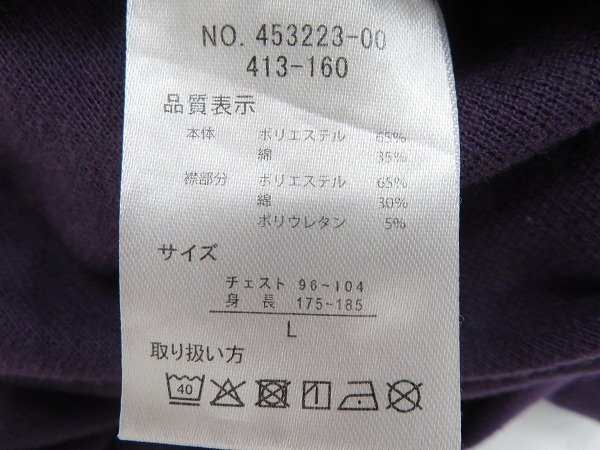 NO. 453223-00
413-160
品質表示
本体 ポリエステル 65%
綿 35%
襟部分 ポリエステル 65%
綿 30%
ポリウレタン 5%
サイズ
チェスト 96~104
身長 175-185
L
取り扱い方
40